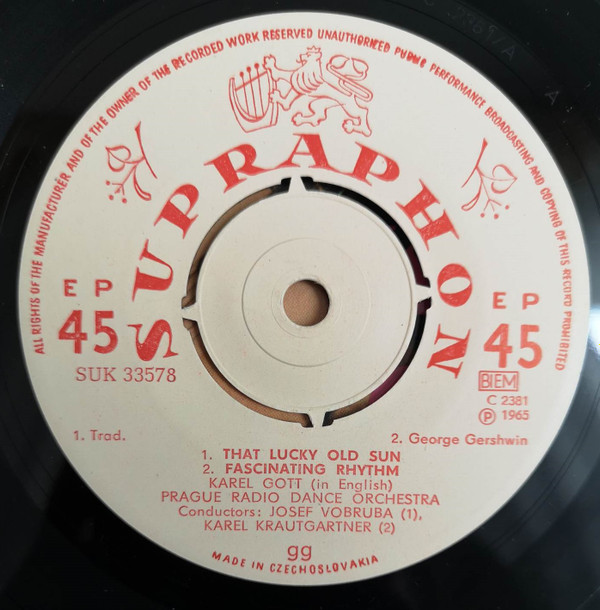 ALL RIGHTS OF THE MANUFACTURER AND OF THE OWNER OF THE RECORDED WORK RESERVED UNAUTHORIZED PUBLIC PERFORMANCE BROADCASTING AND COPYING OF THIS RECORD PROHIBITED
SUPRAPHON
EP
45
SUK 33578
EP
45
BIEM
C 2381
Ⓟ 1965
1. Trad.
2. George Gershwin
1. THAT LUCKY OLD SUN
2. FASCINATING RHYTHM
KAREL GOTT (in English)
PRAGUE RADIO DANCE ORCHESTRA
Conductors: JOSEF VOBRUBA (1),
KAREL KRAUTGARTNER (2)
gg
MADE IN CZECHOSLOVAKIA